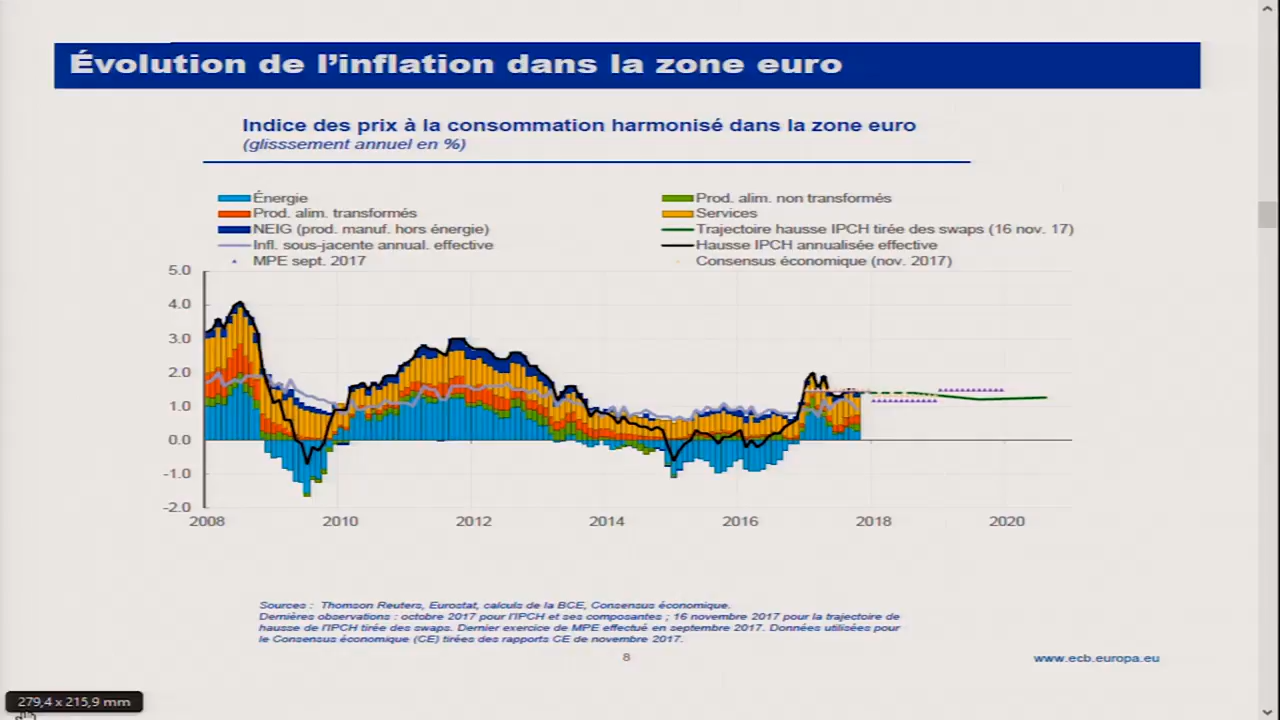 Évolution de l’inflation dans la zone euro
Indice des prix à la consommation harmonisé dans la zone euro
(glisssement annuel en %)
Énergie
Prod. alim. non transformés
Prod. alim. transformés
Services
NEIG (prod. manuf. hors énergie)
Trajectoire hausse IPCH tirée des swaps (16 nov. 17)
Infl. sous-jacente annual. effective
Hausse IPCH annualisée effective
MPE sept. 2017
Consensus économique (nov. 2017)
5.0
4.0
3.0
2.0
1.0
0.0
-1.0
-2.0
2008 2010 2012 2014 2016 2018 2020
Sources : Thomson Reuters, Eurostat, calculs de la BCE, Consensus économique.
Dernières observations : octobre 2017 pour l'IPCH et ses composantes ; 16 novembre 2017 pour la trajectoire de
hausse de l'IPCH tirée des swaps. Dernier exercice de MPE effectué en septembre 2017. Données utilisées pour
le Consensus économique (CE) tirées des rapports CE de novembre 2017.
8
www.ecb.europa.eu
279,4 x 215,9 mm